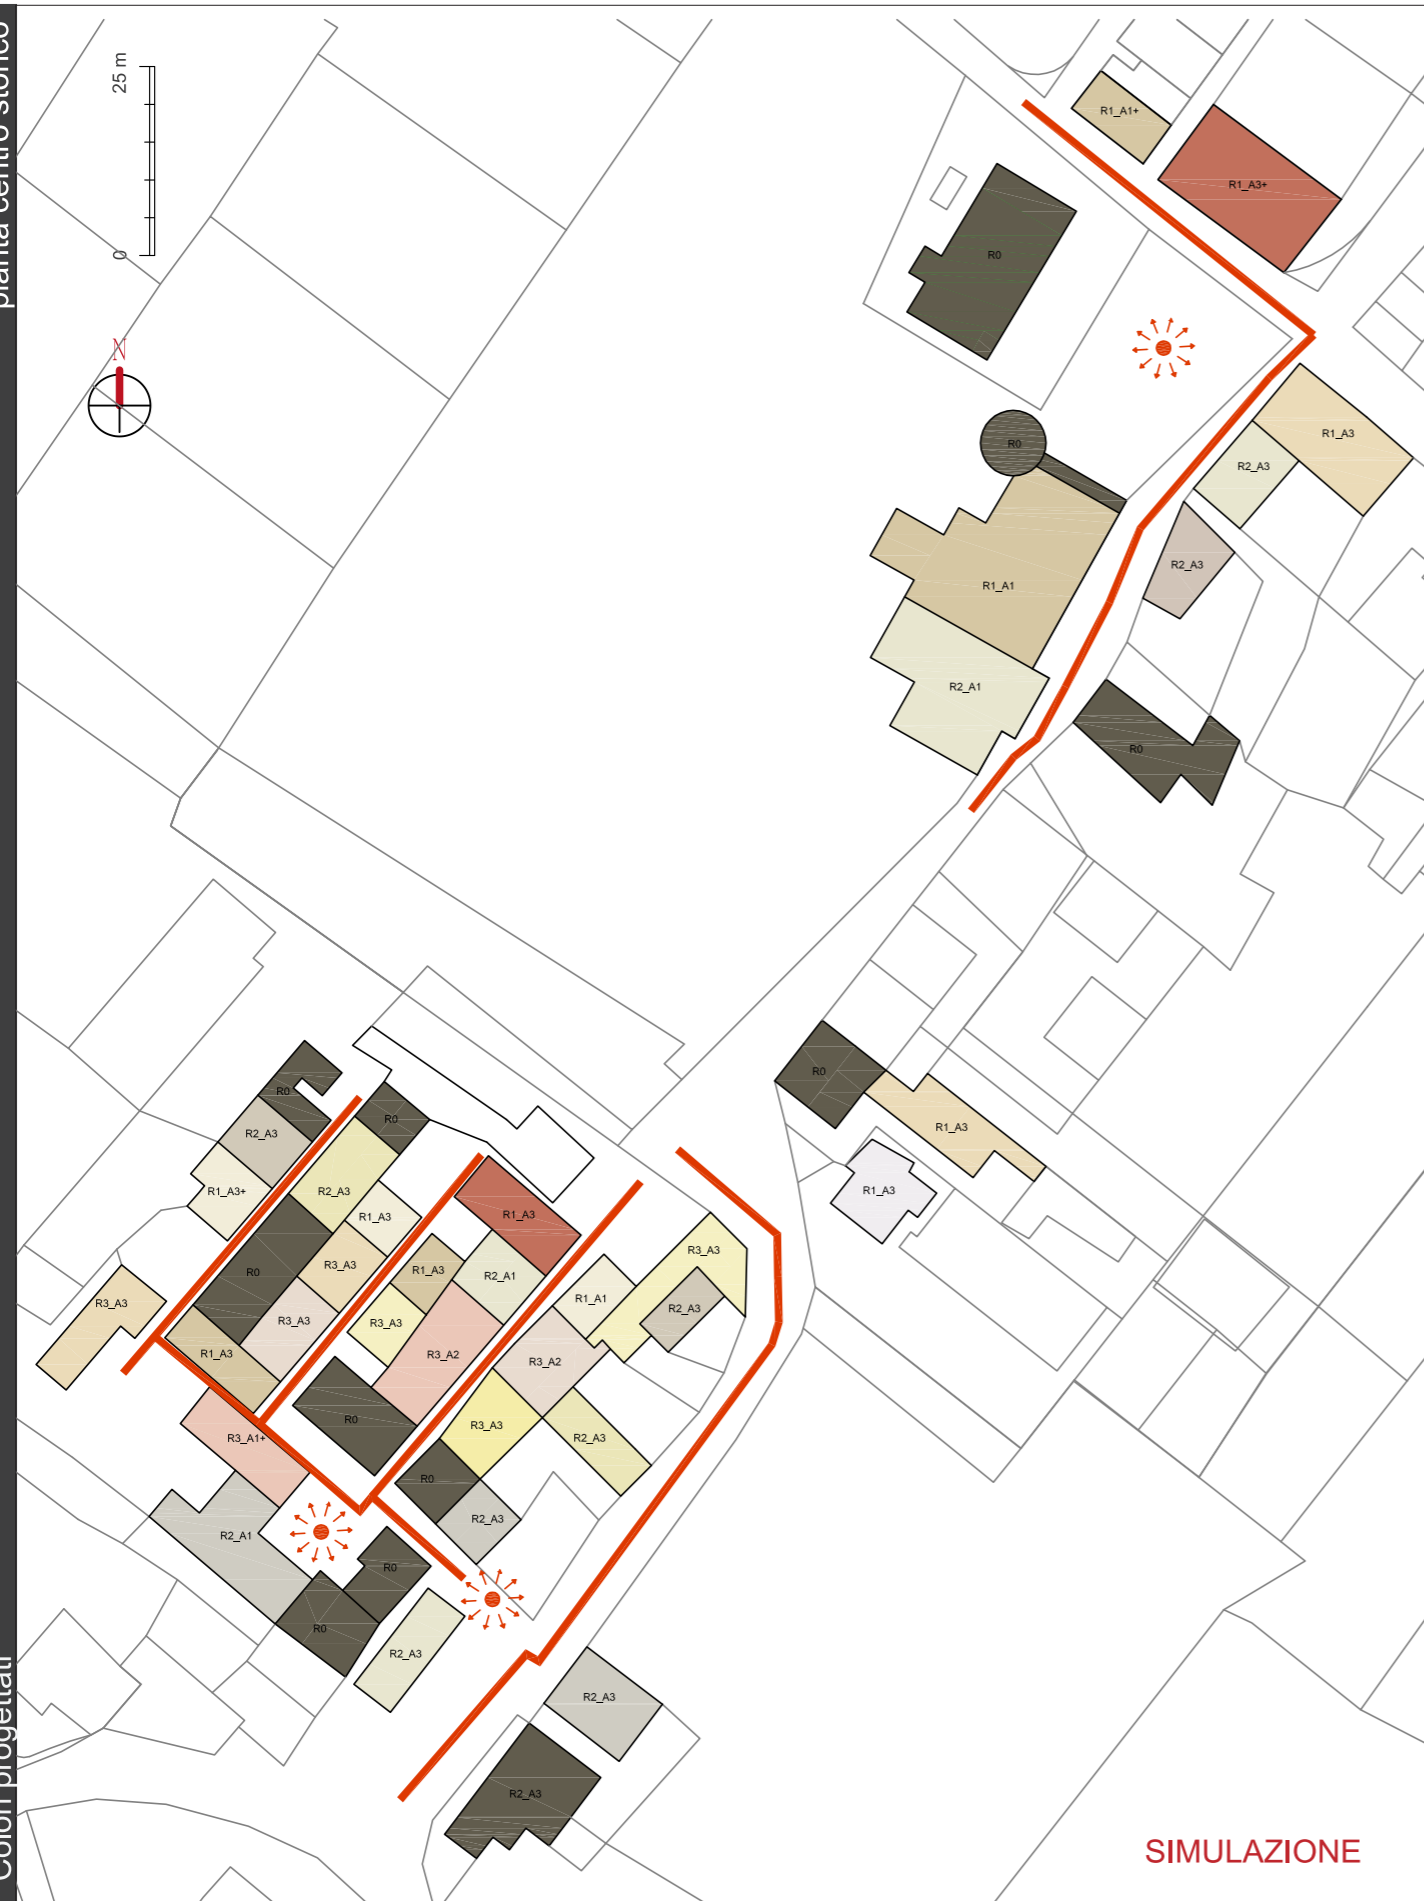 pianta centro storico
25 m
0
N
R1_A1+
R1_A3+
R0
R1_A3
R2_A3
R0
R2_A3
R1_A1
R2_A1
R0
R0
R1_A3
R1_A3
R0
R2_A3
R1_A3+
R0
R2_A3
R1_A3
R0
R3_A3
R3_A3
R3_A3
R1_A3
R1_A3
R1_A3
R2_A1
R3_A3
R3_A2
R0
R3_A3
R2_A3
R1_A1
R3_A2
R3_A3
R2_A3
R0
R2_A3
R3_A1+
R2_A1
R0
R0
R2_A3
R2_A3
R2_A3
Colori progettati
SIMULAZIONE